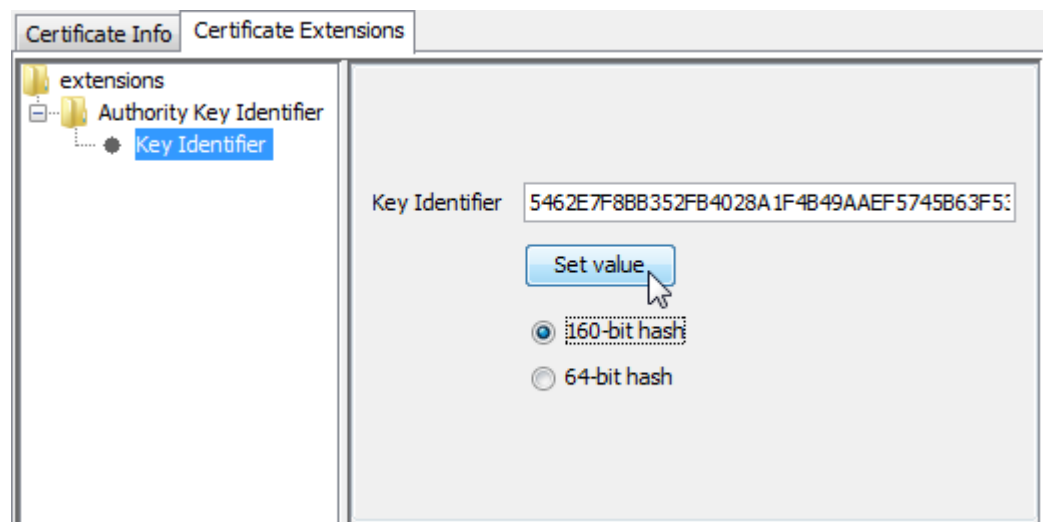 Certificate Info Certificate Extensions
extensions
Authority Key Identifier
Key Identifier
Key Identifier 5462E7F8BB352FB4028A1F4B49AAEF5745B63F53
Set value
160-bit hash
64-bit hash